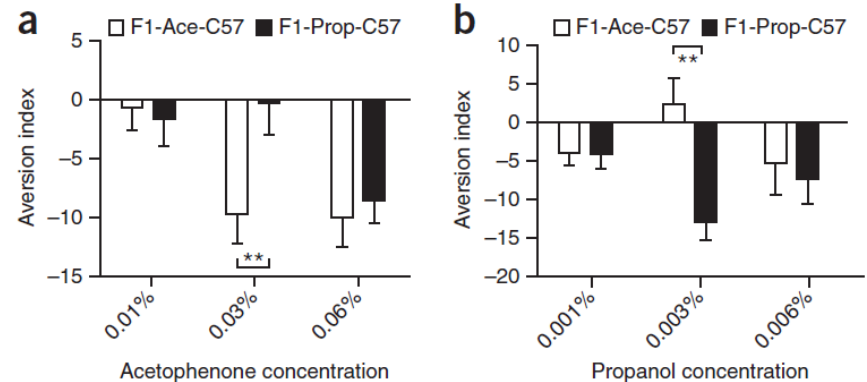 a
F1-Ace-C57 F1-Prop-C57
5
0
−5
−10
−15
Aversion index
**
0.01%
0.03%
0.06%
Acetophenone concentration
b
F1-Ace-C57 F1-Prop-C57
10
5
0
−5
−10
−15
−20
Aversion index
**
0.001%
0.003%
0.006%
Propanol concentration